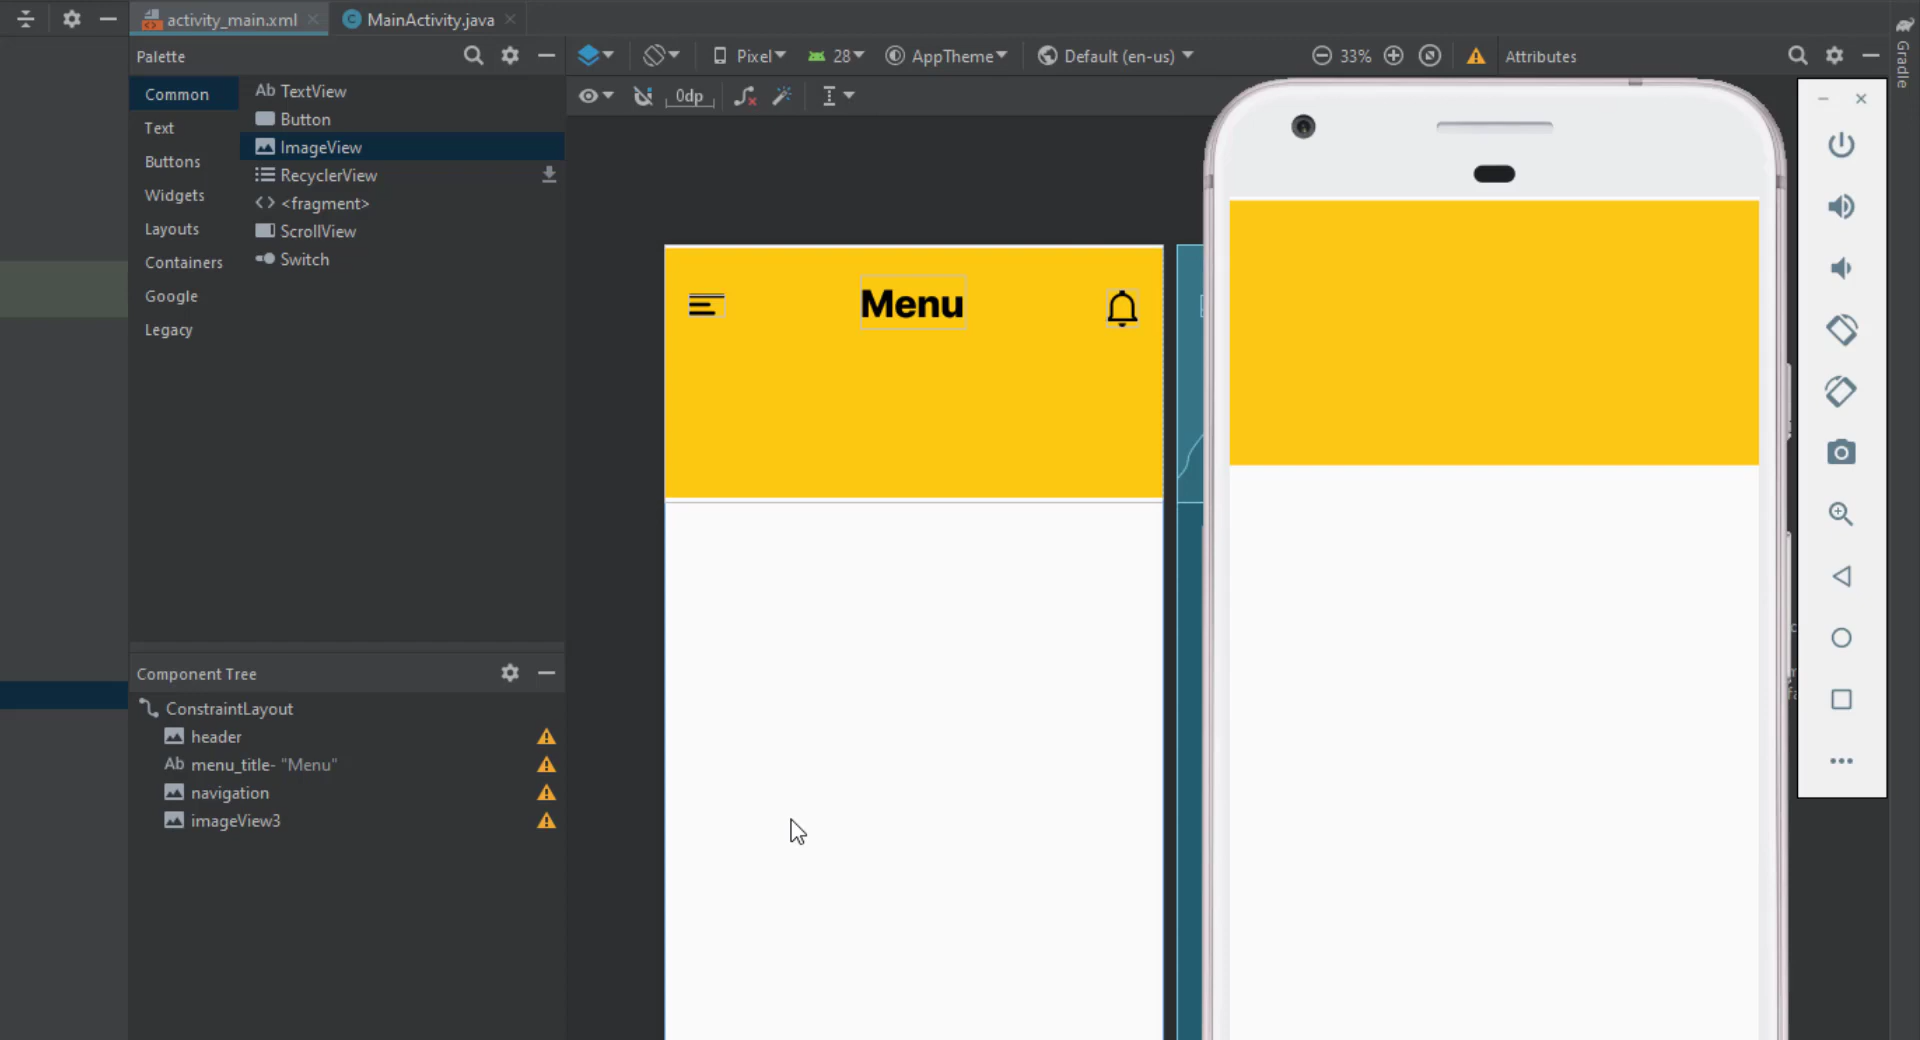 activity_main.xml
MainActivity.java
Palette
Pixel
28
AppTheme
Default (en-us)
33%
Attributes
Gradle
Common
Text
Buttons
Widgets
Layouts
Containers
Google
Legacy
Ab TextView
Button
ImageView
RecyclerView
<fragment>
ScrollView
Switch
0dp
Menu
Component Tree
ConstraintLayout
header
Ab menu_title- "Menu"
navigation
imageView3